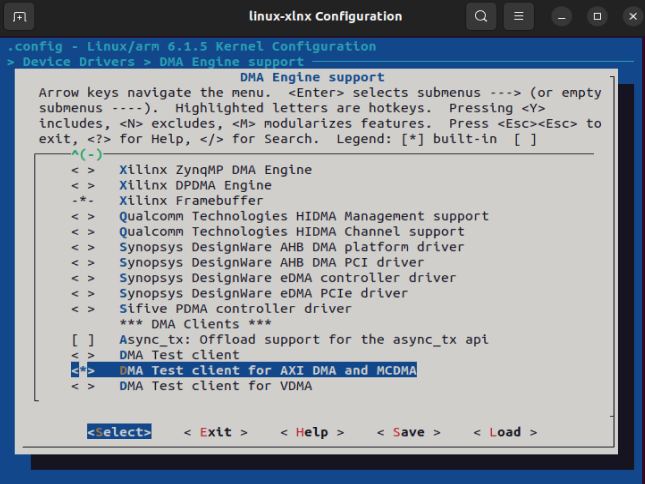 linux-xlnx Configuration
.config - Linux/arm 6.1.5 Kernel Configuration
> Device Drivers > DMA Engine support
DMA Engine support
Arrow keys navigate the menu.  <Enter> selects submenus ---> (or empty
submenus ----).  Highlighted letters are hotkeys.  Pressing <Y>
includes, <N> excludes, <M> modularizes features.  Press <Esc><Esc> to
exit, <?> for Help, </> for Search.  Legend: [*] built-in  [ ]
^(-)
< >   Xilinx ZynqMP DMA Engine
< >   Xilinx DPDMA Engine
-*-   Xilinx Framebuffer
< >   Qualcomm Technologies HIDMA Management support
< >   Qualcomm Technologies HIDMA Channel support
< >   Synopsys DesignWare AHB DMA platform driver
< >   Synopsys DesignWare AHB DMA PCI driver
< >   Synopsys DesignWare eDMA controller driver
< >   Synopsys DesignWare eDMA PCIe driver
< >   Sifive PDMA controller driver
*** DMA Clients ***
[ ]   Async_tx: Offload support for the async_tx api
< >   DMA Test client
<*>   DMA Test client for AXI DMA and MCDMA
< >   DMA Test client for VDMA
<Select>    < Exit >    < Help >    < Save >    < Load >